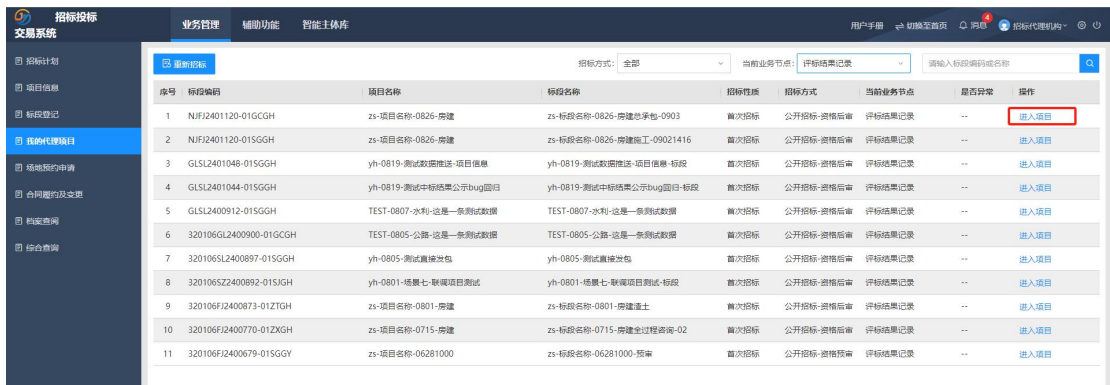 招标投标
交易系统
业务管理 辅助功能 智能主体库
用户手册 切换至首页 消息 4 招标代理机构
招标计划
项目信息
标段登记
我的代理项目
场地预约申请
合同履约及变更
档案查阅
综合查询
重新招标 招标方式: 全部 当前业务节点: 评标结果记录 请输入标段编码或名称
序号 标段编码 项目名称 标段名称 招标性质 招标方式 当前业务节点 是否异常 操作
1 NJFJ2401120-01GCGH zs-项目名称-0826-房建 zs-标段名称-0826-房建总承包-0903 首次招标 公开招标-资格后审 评标结果记录 -- 进入项目
2 NJFJ2401120-01SGGH zs-项目名称-0826-房建 zs-标段名称-0826-房建施工-09021416 首次招标 公开招标-资格后审 评标结果记录 -- 进入项目
3 GLSL2401048-01SGGH yh-0819-测试数据推送-项目信息 yh-0819-测试数据推送-项目信息-标段 首次招标 公开招标-资格后审 评标结果记录 -- 进入项目
4 GLSL2401044-01SGGH yh-0819-测试中标结果公示bug回归 yh-0819-测试中标结果公示bug回归-标段 首次招标 公开招标-资格后审 评标结果记录 -- 进入项目
5 GLSL2400912-01SGGH TEST-0807-水利-这是一条测试数据 TEST-0807-水利-这是一条测试数据 首次招标 公开招标-资格后审 评标结果记录 -- 进入项目
6 320106GL2400900-01GCGH TEST-0805-公路-这是一条测试数据 TEST-0805-公路-这是一条测试数据 首次招标 公开招标-资格后审 评标结果记录 -- 进入项目
7 320106SL2400897-01SGGH yh-0805-测试直接发包 yh-0805-测试直接发包 首次招标 公开招标-资格后审 评标结果记录 -- 进入项目
8 320106SZ2400892-01SJGH yh-0801-场景七-联调项目测试 yh-0801-场景七-联调项目测试-标段 首次招标 公开招标-资格后审 评标结果记录 -- 进入项目
9 320106FJ2400873-01ZTGH zs-项目名称-0801-房建 zs-标段名称-0801-房建渣土 首次招标 公开招标-资格后审 评标结果记录 -- 进入项目
10 320106FJ2400770-01ZXGH zs-项目名称-0715-房建 zs-标段名称-0715-房建全过程咨询-02 首次招标 公开招标-资格后审 评标结果记录 -- 进入项目
11 320106FJ2400679-01SGGY zs-项目名称-06281000 zs-标段名称-06281000-预审 首次招标 公开招标-资格预审 评标结果记录 -- 进入项目